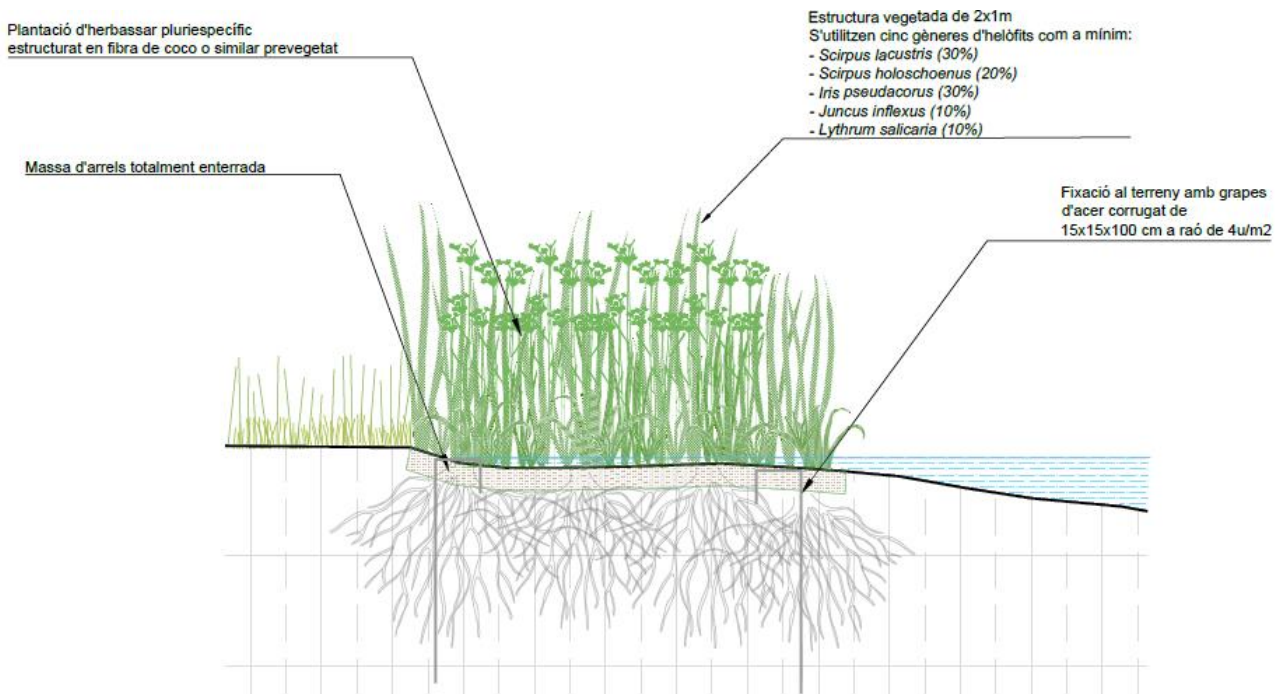 Plantació d'herbassar pluriespecífic
estructurat en fibra de coco o similar prevegetat
Massa d'arrels totalment enterrada
Estructura vegetada de 2x1m
S'utilitzen cinc gèneres d'helòfits com a mínim:
- Scirpus lacustris (30%)
- Scirpus holoschoenus (20%)
- Iris pseudacorus (30%)
- Juncus inflexus (10%)
- Lythrum salicaria (10%)
Fixació al terreny amb grapes
d'acer corrugat de
15x15x100 cm a raó de 4u/m2